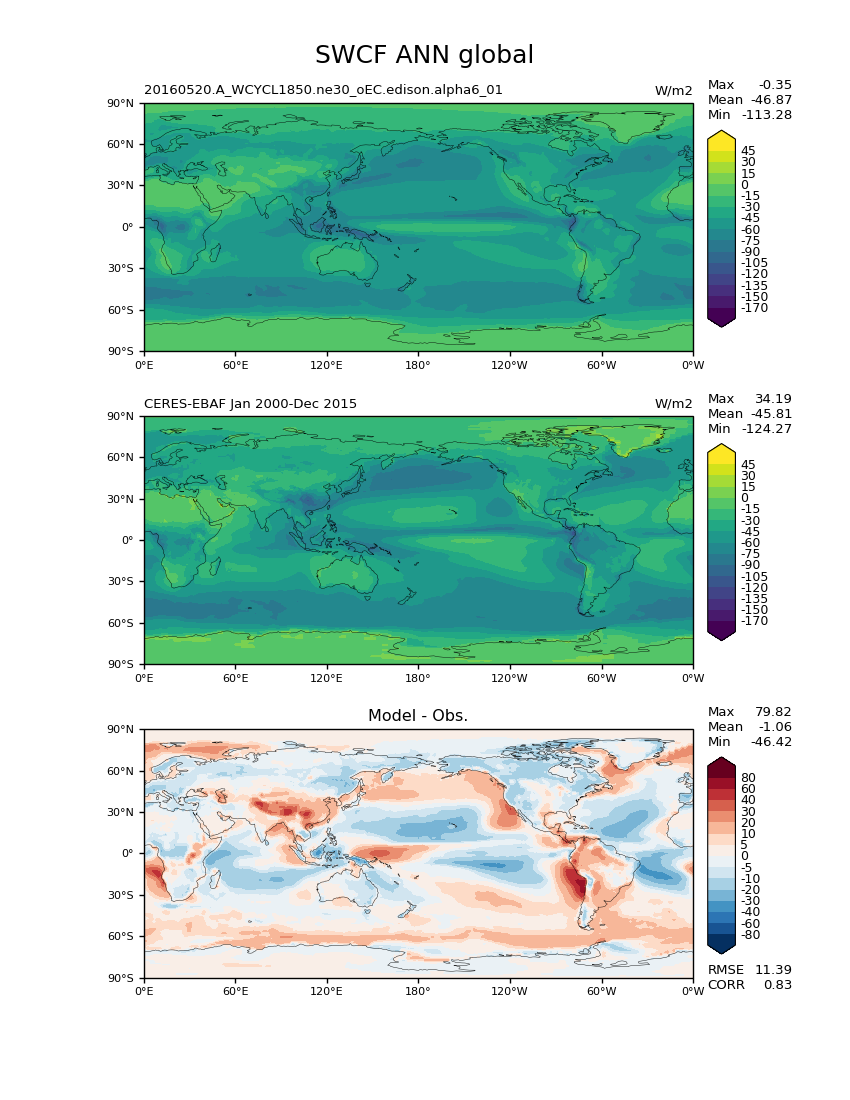 SWCF ANN global
20160520.A_WCYCL1850.ne30_oEC.edison.alpha6_01 W/m2
Max -0.35
Mean -46.87
Min -113.28
90°N
60°N
30°N
0°
30°S
60°S
90°S
0°E 60°E 120°E 180° 120°W 60°W 0°W
45
30
15
0
-15
-30
-45
-60
-75
-90
-105
-120
-135
-150
-170
CERES-EBAF Jan 2000-Dec 2015 W/m2
Max 34.19
Mean -45.81
Min -124.27
90°N
60°N
30°N
0°
30°S
60°S
90°S
0°E 60°E 120°E 180° 120°W 60°W 0°W
45
30
15
0
-15
-30
-45
-60
-75
-90
-105
-120
-135
-150
-170
Model - Obs.
Max 79.82
Mean -1.06
Min -46.42
90°N
60°N
30°N
0°
30°S
60°S
90°S
0°E 60°E 120°E 180° 120°W 60°W 0°W
80
60
40
30
20
10
5
0
-5
-10
-20
-30
-40
-60
-80
RMSE 11.39
CORR 0.83